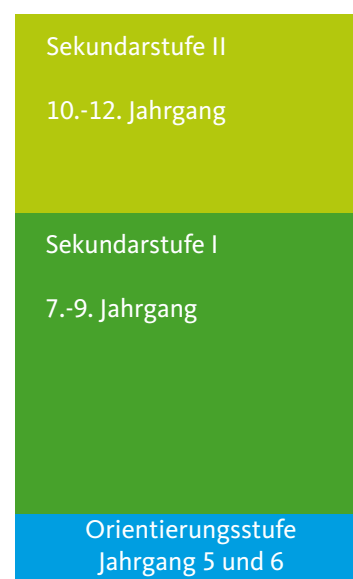 Sekundarstufe II
10.-12. Jahrgang
Sekundarstufe I
7.-9. Jahrgang
Orientierungsstufe
Jahrgang 5 und 6